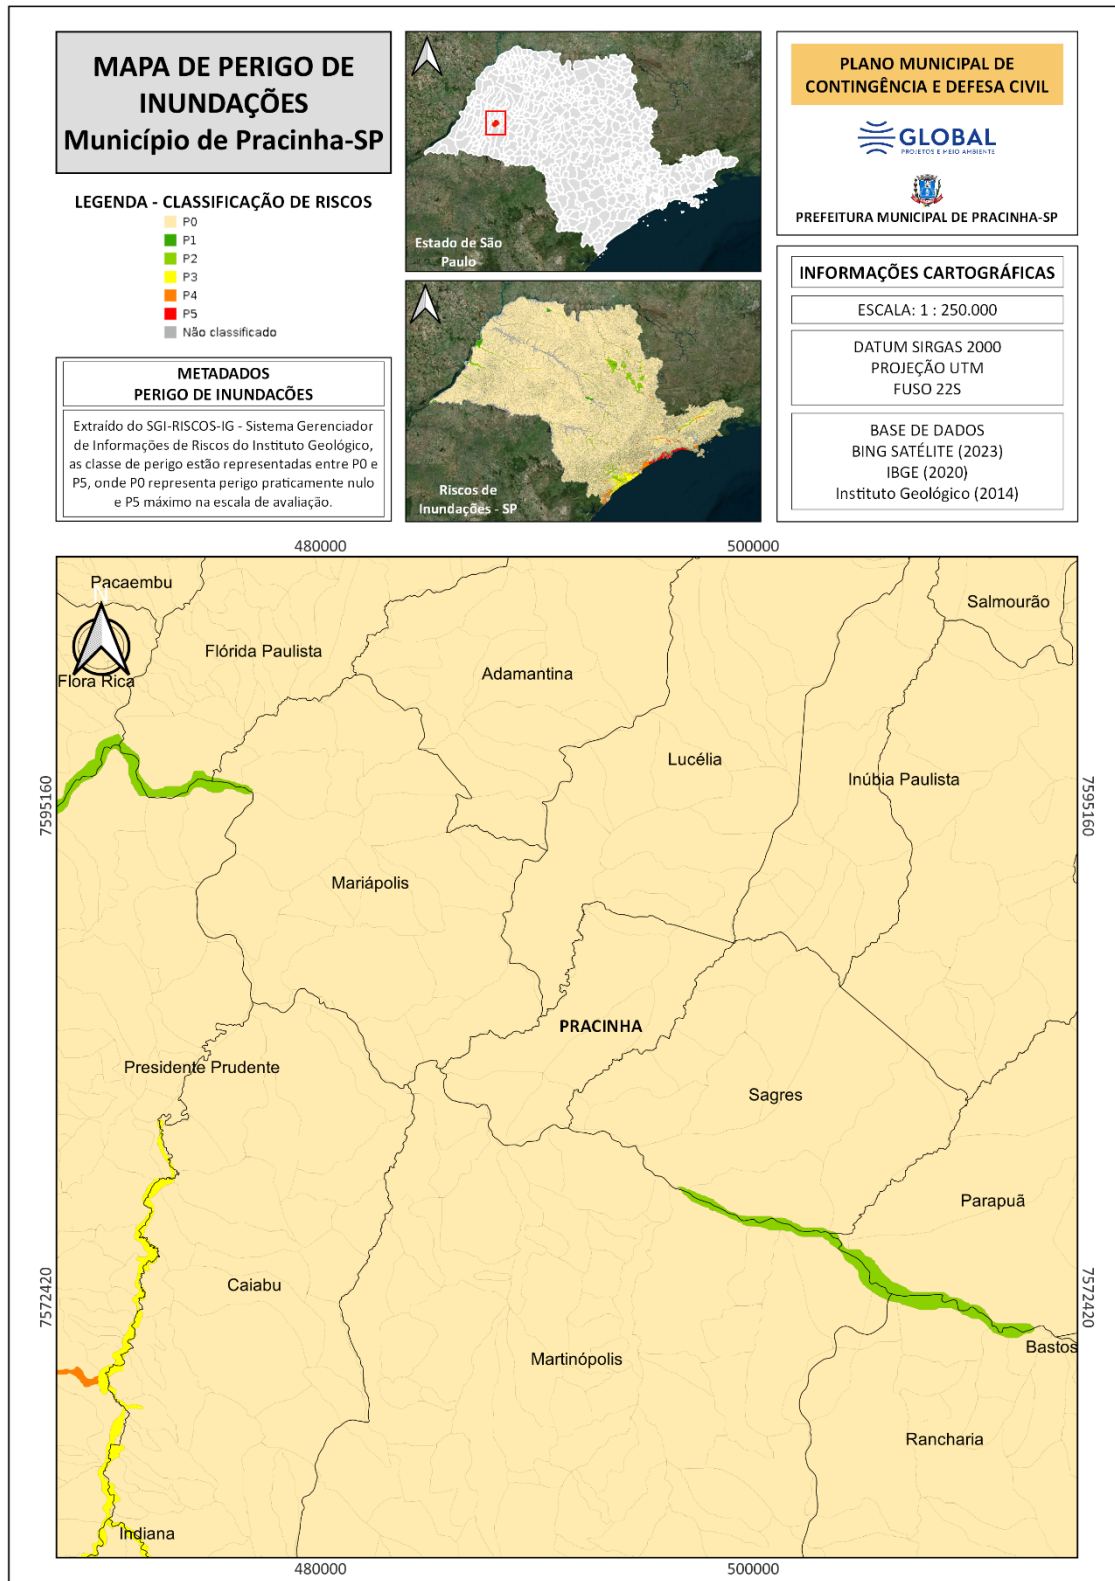 MAPA DE PERIGO DE
INUNDAÇÕES
Município de Pracinha-SP
LEGENDA - CLASSIFICAÇÃO DE RISCOS
P0
P1
P2
P3
P4
P5
Não classificado
METADADOS
PERIGO DE INUNDACÕES
Extraído do SGI-RISCOS-IG - Sistema Gerenciador
de Informações de Riscos do Instituto Geológico,
as classe de perigo estão representadas entre P0 e
P5, onde P0 representa perigo praticamente nulo
e P5 máximo na escala de avaliação.
Estado de São
Paulo
Riscos de
Inundações - SP
PLANO MUNICIPAL DE
CONTINGÊNCIA E DEFESA CIVIL
GLOBAL
PROJETOS E MEIO AMBIENTE
PREFEITURA MUNICIPAL DE PRACINHA-SP
INFORMAÇÕES CARTOGRÁFICAS
ESCALA: 1 : 250.000
DATUM SIRGAS 2000
PROJEÇÃO UTM
FUSO 22S
BASE DE DADOS
BING SATÉLITE (2023)
IBGE (2020)
Instituto Geológico (2014)
480000
500000
Pacaembu
N
Salmourão
Flórida Paulista
Adamantina
Flora Rica
Lucélia
Inúbia Paulista
7595160
7595160
Mariápolis
PRACINHA
Presidente Prudente
Sagres
Parapuã
Caiabu
7572420
7572420
Martinópolis
Bastos
Rancharia
Indiana
480000
500000